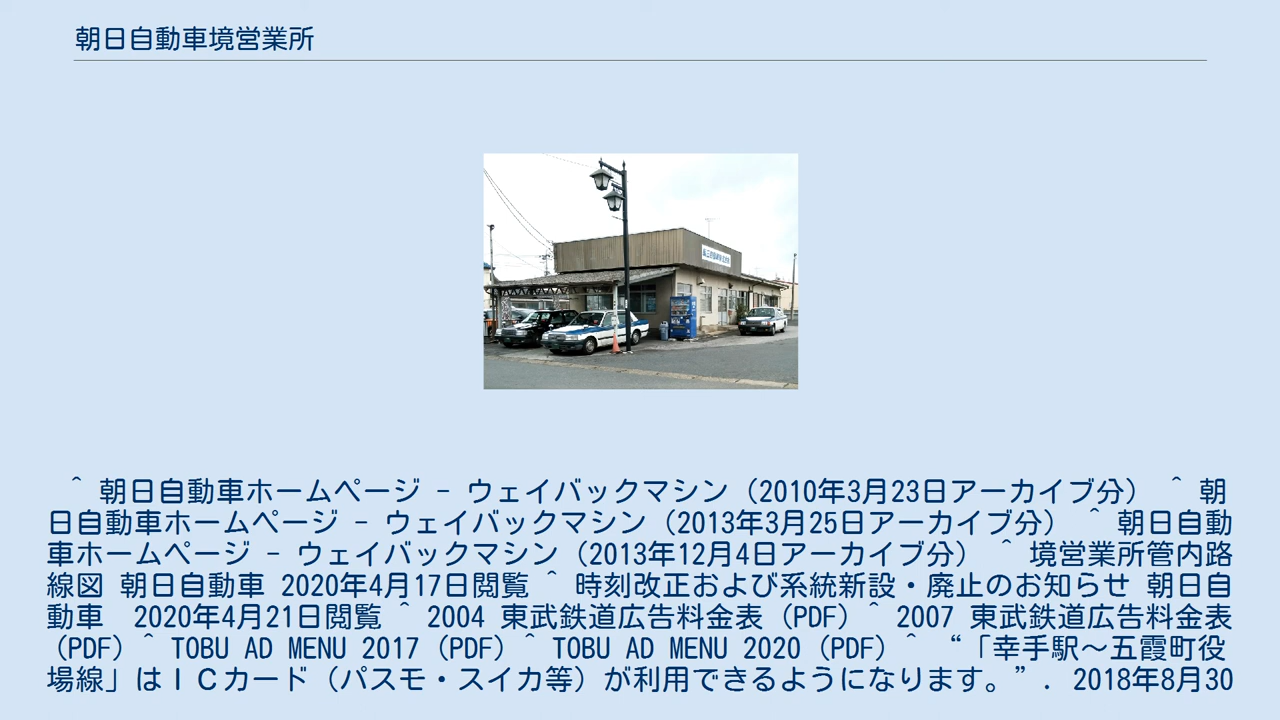 朝日自動車境営業所
＾ 朝日自動車ホームページ - ウェイバックマシン（2010年3月23日アーカイブ分） ＾ 朝
日自動車ホームページ - ウェイバックマシン（2013年3月25日アーカイブ分） ＾ 朝日自動
車ホームページ - ウェイバックマシン（2013年12月4日アーカイブ分） ＾ 境営業所管内路
線図 朝日自動車 2020年4月17日閲覧 ＾ 時刻改正および系統新設・廃止のお知らせ 朝日自
動車　2020年4月21日閲覧 ＾ 2004 東武鉄道広告料金表（PDF）＾ 2007 東武鉄道広告料金表
（PDF）＾ TOBU AD MENU 2017（PDF）＾ TOBU AD MENU 2020（PDF）＾ “「幸手駅～五霞町役
場線」はＩＣカード（パスモ・スイカ等）が利用できるようになります。”. 2018年8月30